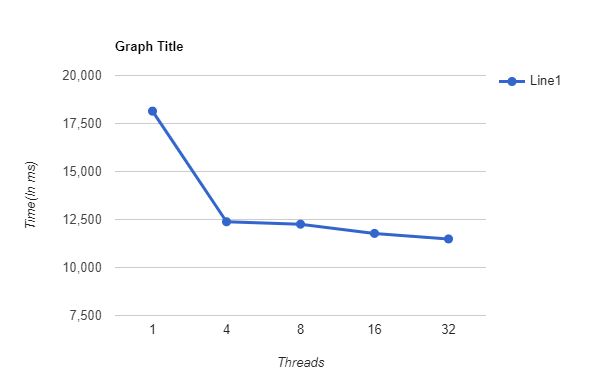 Graph Title
20,000
Line1
17,500
15,000
Time(In ms)
12,500
10,000
7,500
1 4 8 16 32
Threads